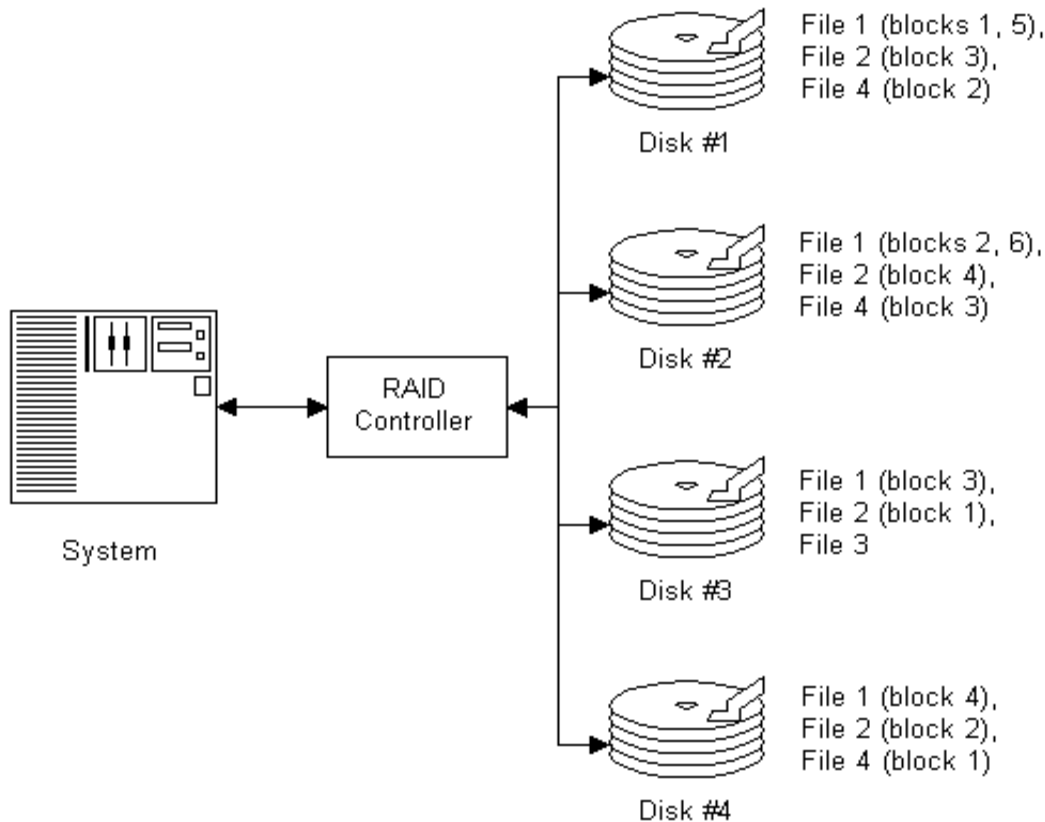 File 1 (blocks 1, 5),
File 2 (block 3),
File 4 (block 2)
Disk #1
File 1 (blocks 2, 6),
File 2 (block 4),
File 4 (block 3)
Disk #2
RAID
Controller
System
File 1 (block 3),
File 2 (block 1),
File 3
Disk #3
File 1 (block 4),
File 2 (block 2),
File 4 (block 1)
Disk #4